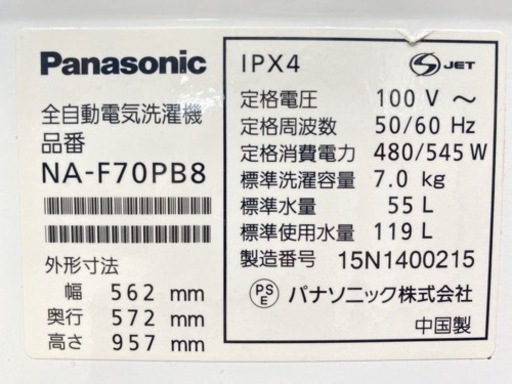 Panasonic
全自動電気洗濯機
品番
NA-F70PB8
外形寸法
幅 562 mm
奥行 572 mm
高さ 957 mm
IPX4
S JET
定格電圧 100 V ～
定格周波数 50/60 Hz
定格消費電力 480/545 W
標準洗濯容量 7.0 kg
標準水量 55 L
標準使用水量 119 L
製造番号 15N1400215
PS
E
パナソニック株式会社
中国製